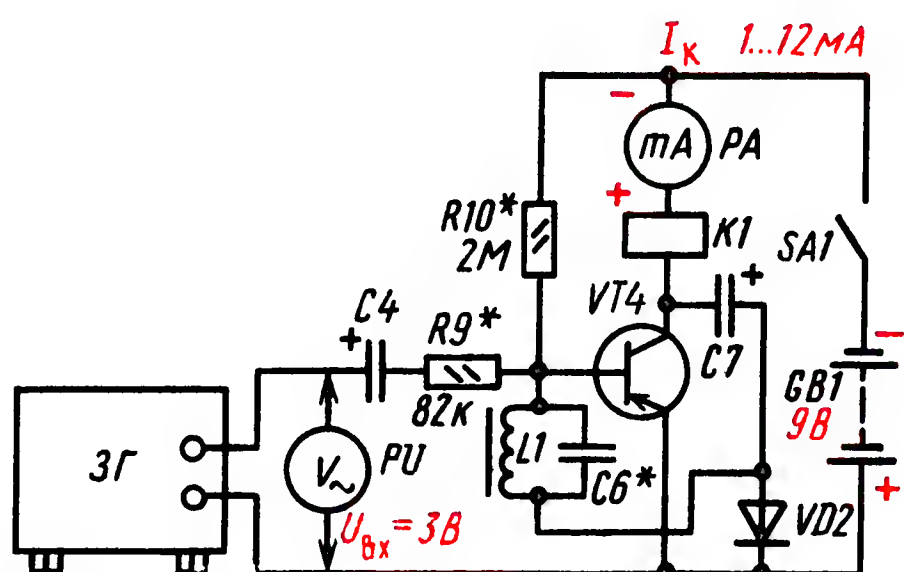 Iк 1...12мА
−
mA PA
+
R10*
2М
K1
SA1
VT4
+
C4
+
R9*
C7
−
GB1
82к
9В
ЗГ
V~
PU
L1
C6*
+
VD2
Uвх=3В